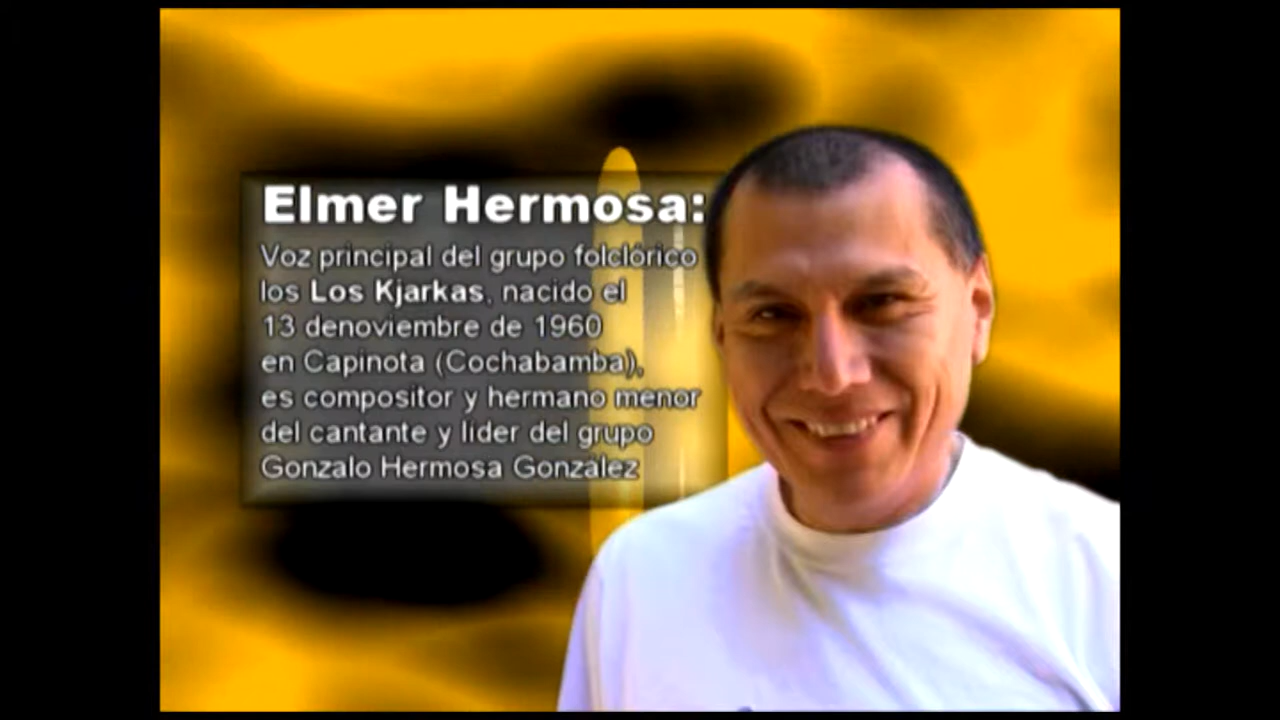 Elmer Hermosa:
Voz principal del grupo folclórico
los Los Kjarkas, nacido el
13 denoviembre de 1960
en Capinota (Cochabamba),
es compositor y hermano menor
del cantante y líder del grupo
Gonzalo Hermosa González